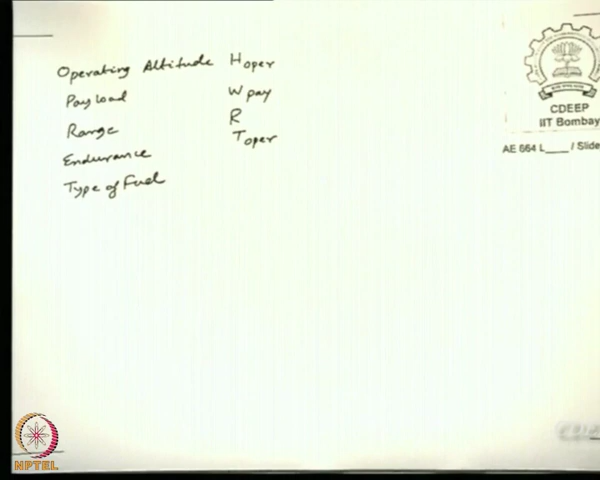 Operating Altitude Hoper
Payload Wpay
Range R
Endurance Toper
Type of Fuel
CDEEP
IIT Bombay
AE 664 L____ / Slide
NPTEL